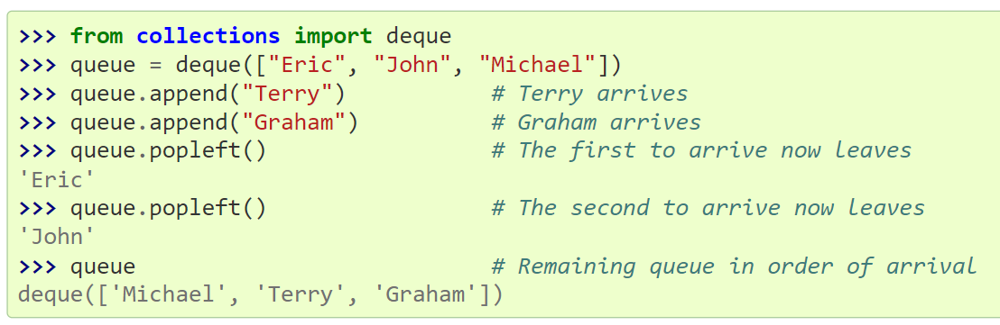 >>> from collections import deque
>>> queue = deque(["Eric", "John", "Michael"])
>>> queue.append("Terry")           # Terry arrives
>>> queue.append("Graham")          # Graham arrives
>>> queue.popleft()                 # The first to arrive now leaves
'Eric'
>>> queue.popleft()                 # The second to arrive now leaves
'John'
>>> queue                           # Remaining queue in order of arrival
deque(['Michael', 'Terry', 'Graham'])